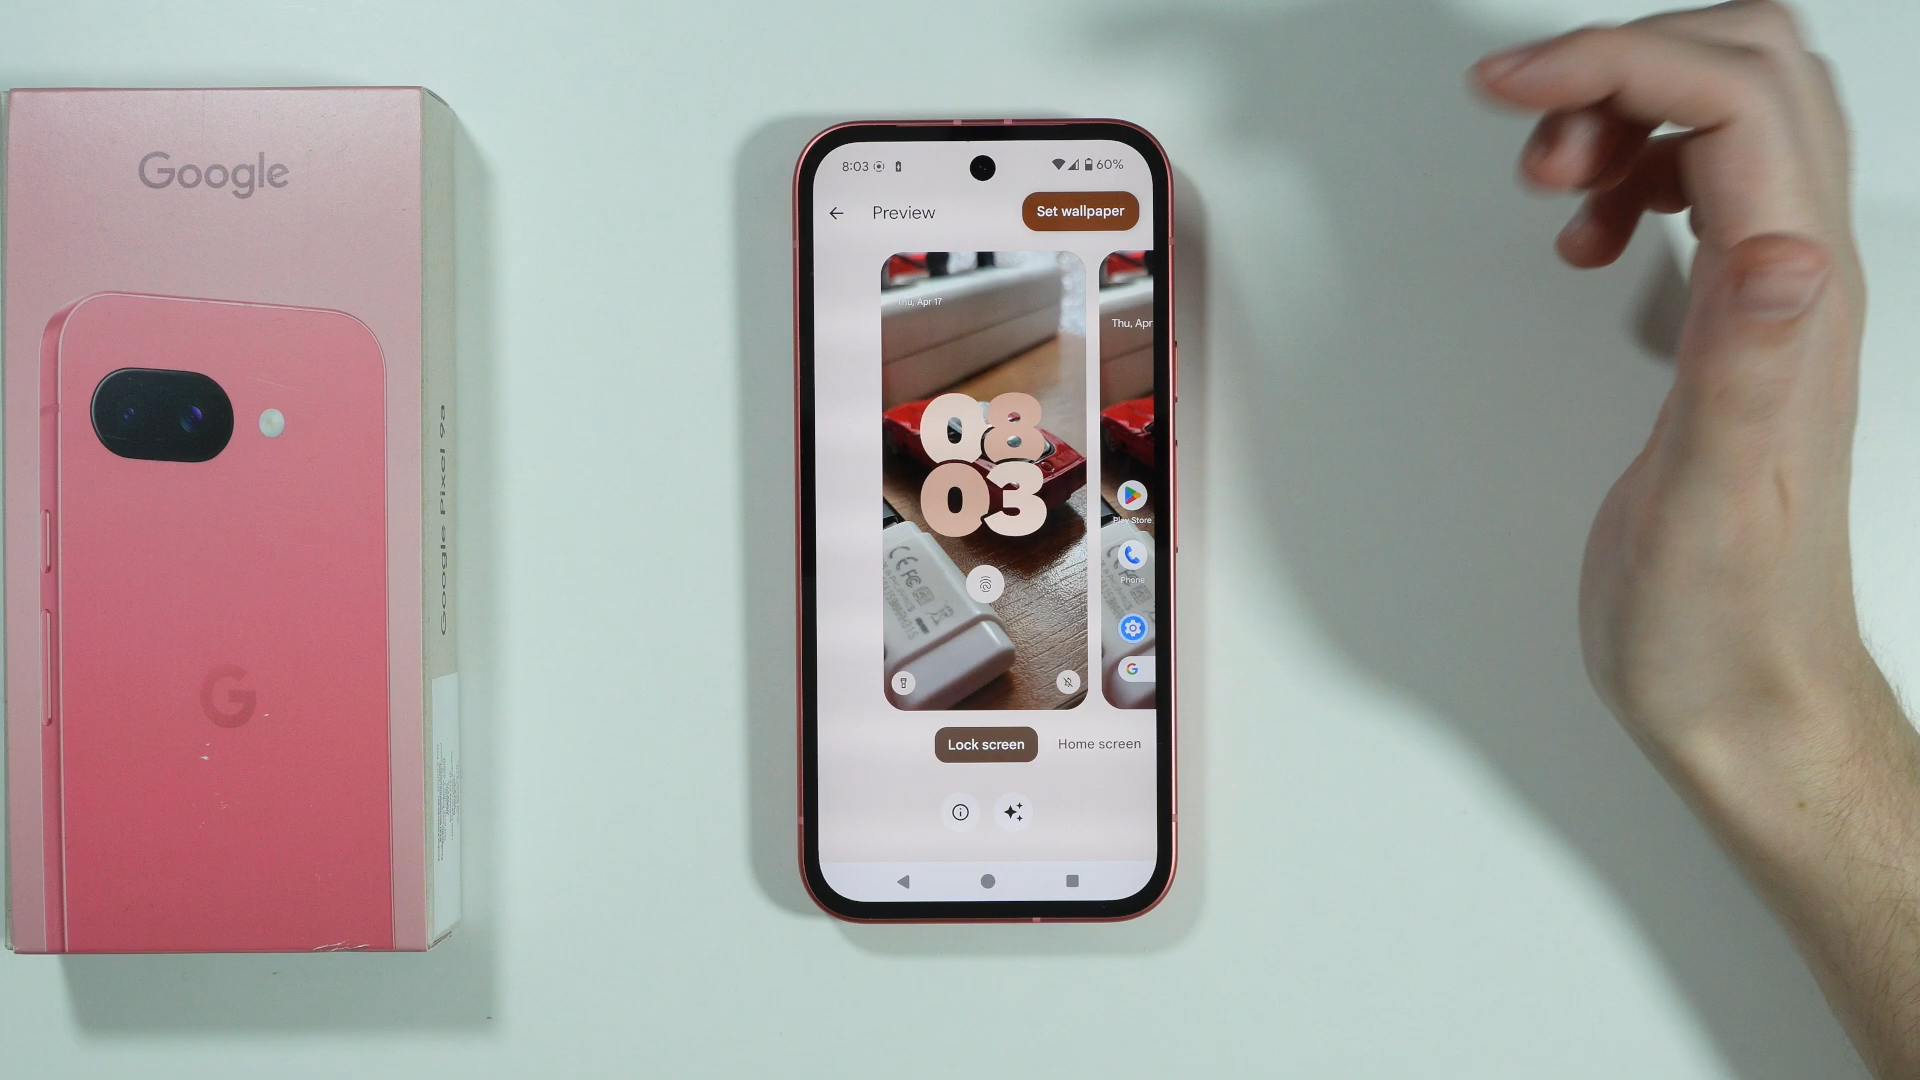 Google
Google Pixel 9a
G
8:03
60%
Preview
Set wallpaper
Thu, Apr 17
08
03
Thu, Apr
Play Store
Phone
G
Lock screen
Home screen